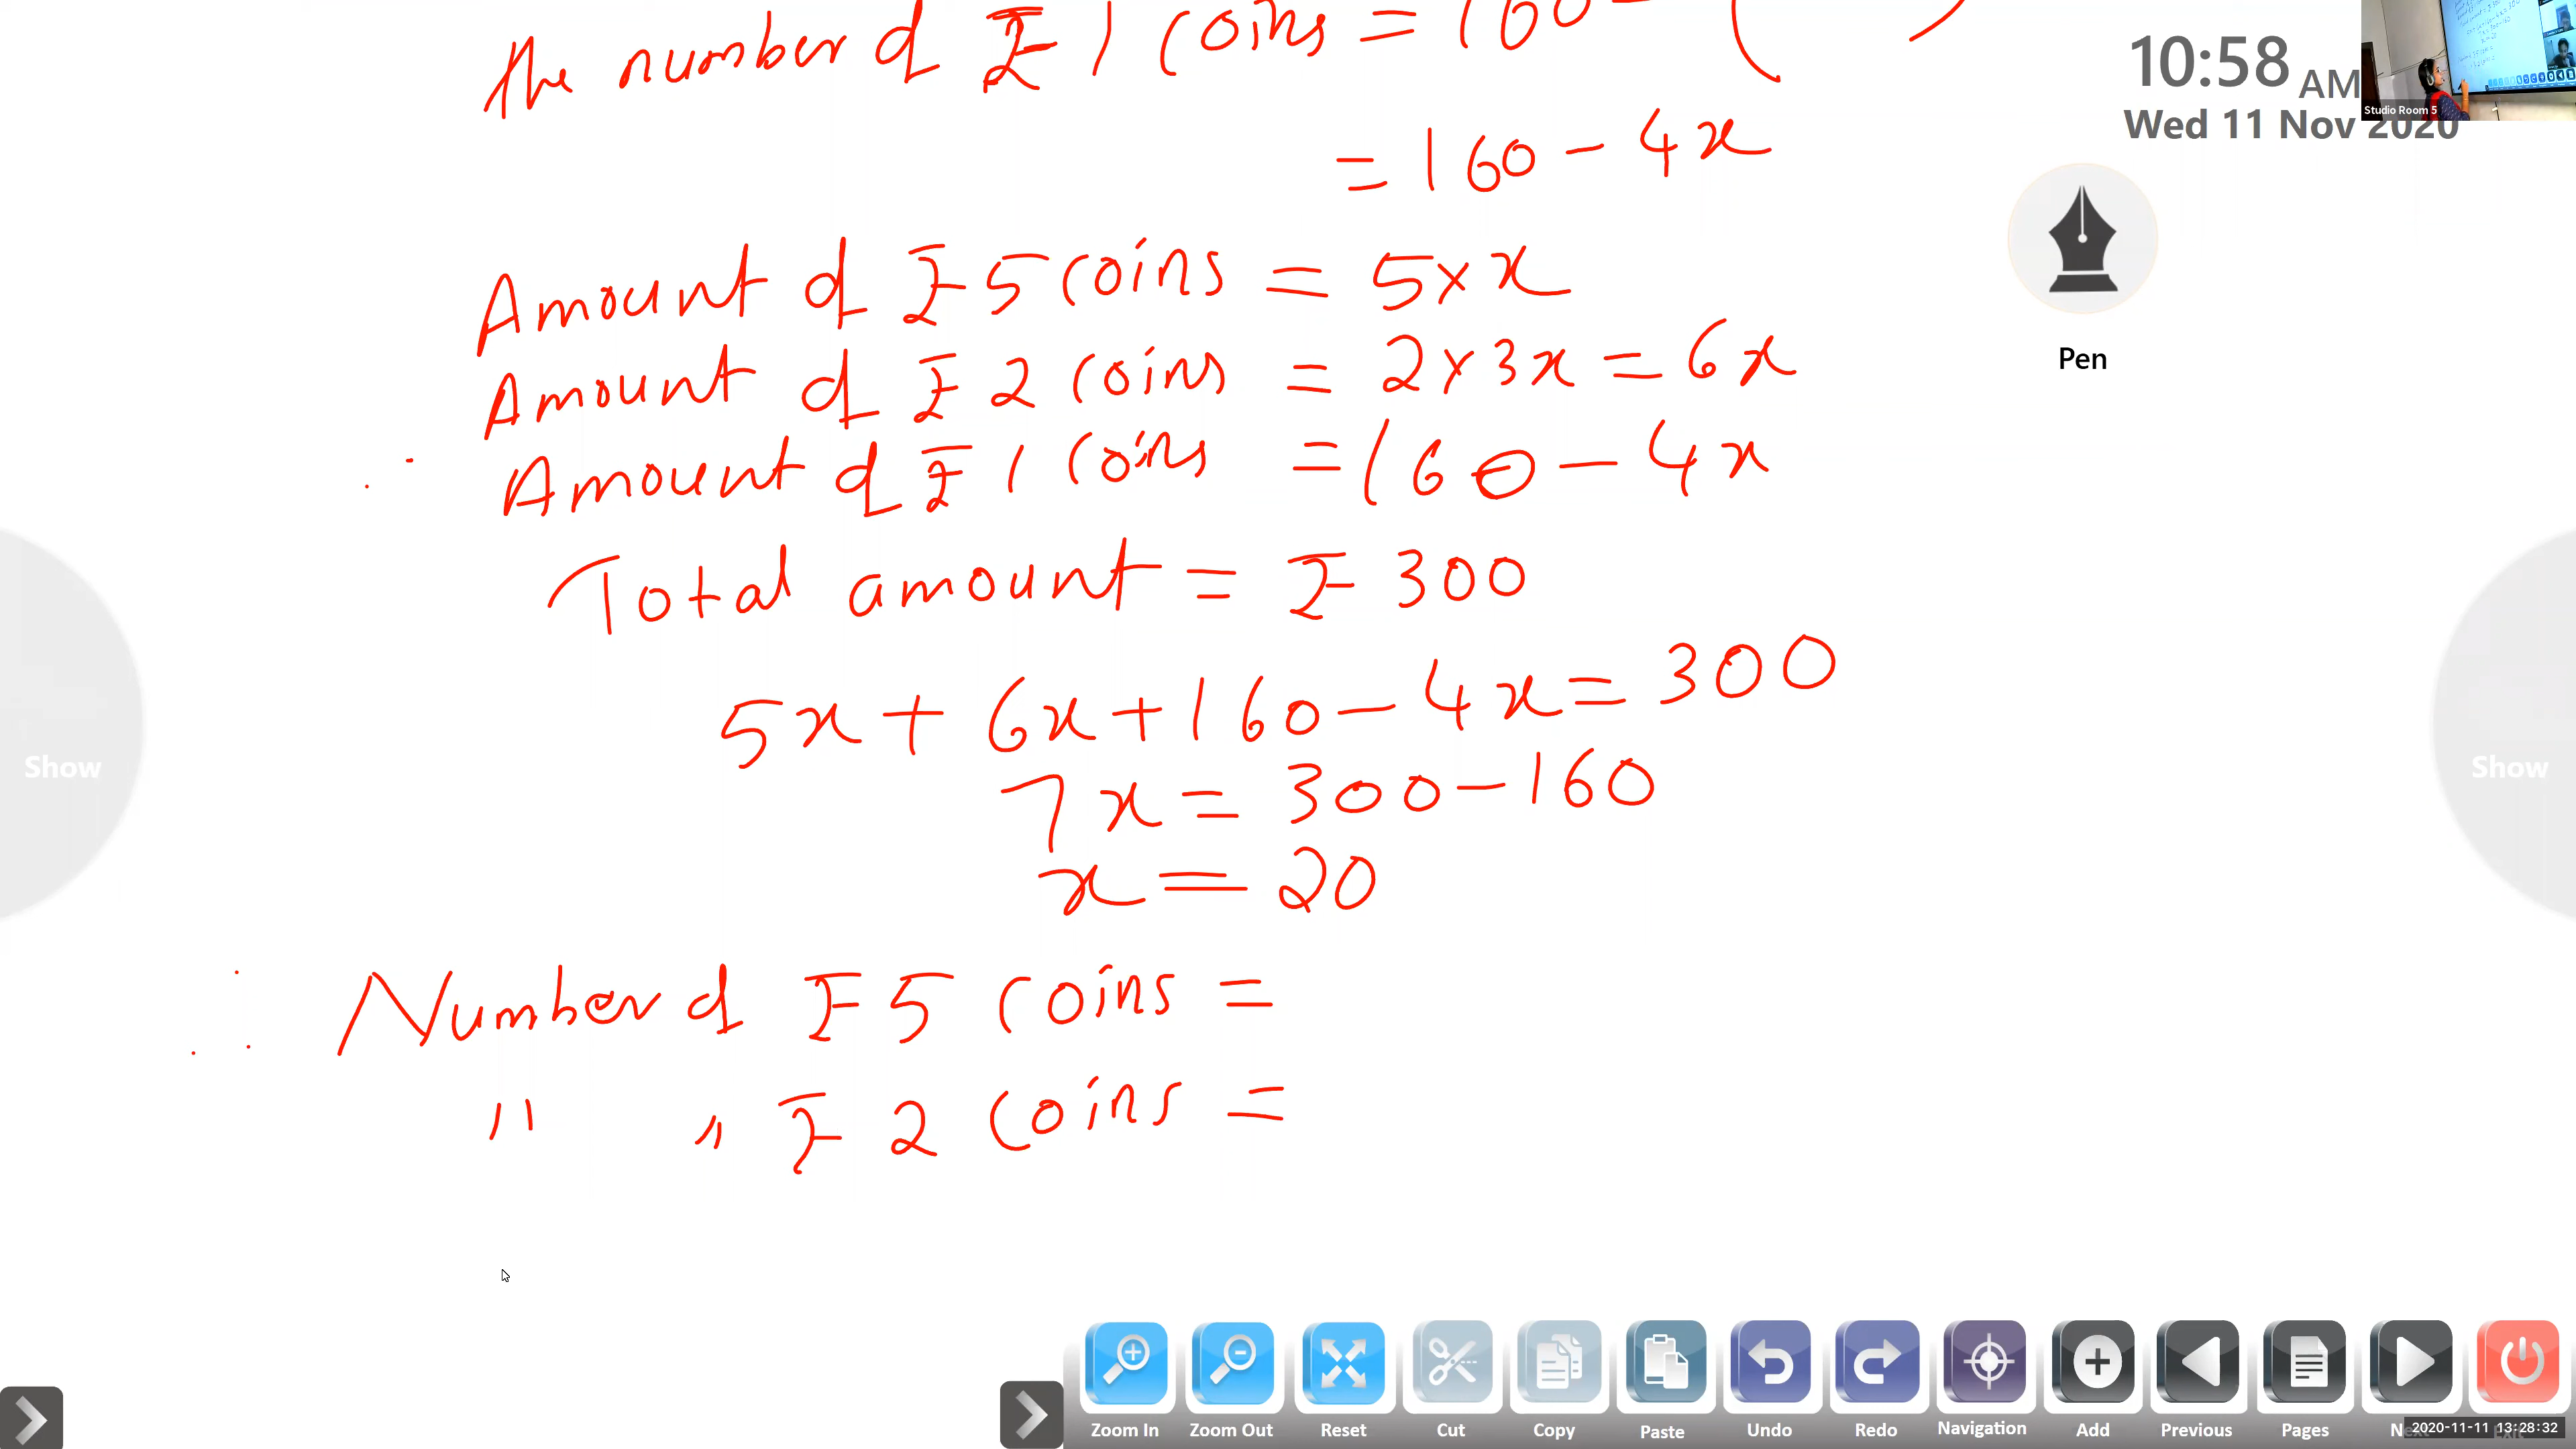 the number of ₹ 1 coins = 160 - ( )
= 160 - 4x
Amount of ₹ 5 coins = 5 × x
Amount of ₹ 2 coins = 2 × 3x = 6x
Amount of ₹ 1 coins = 160 - 4x
Total amount = ₹ 300
5x + 6x + 160 - 4x = 300
7x = 300 - 160
x = 20
∴ Number of ₹ 5 coins =
" " ₹ 2 coins =
10:58 AM
Wed 11 Nov 2020
Studio Room 5
Pen
Show
Show
Zoom In Zoom Out Reset Cut Copy Paste Undo Redo Navigation Add Previous Pages
2020-11-11 13:28:32